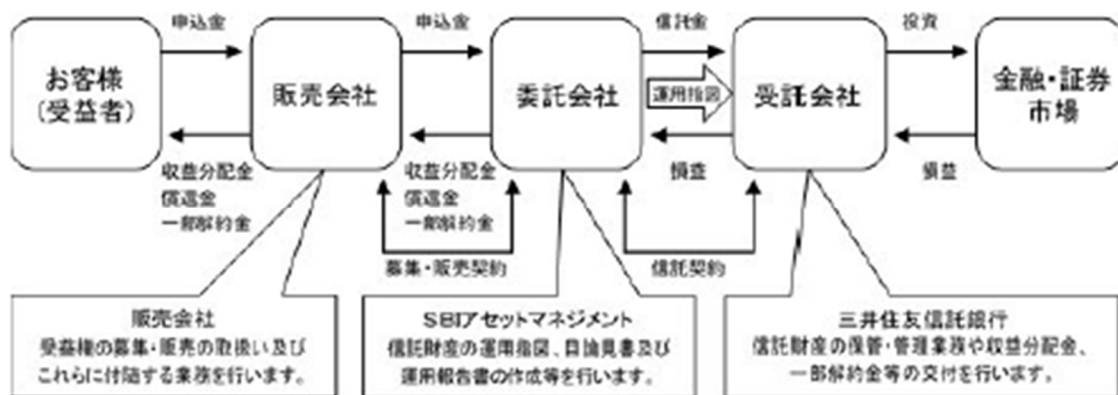 申込金
申込金
信託金
投資
お客様
(受益者)
販売会社
委託会社
運用指図
受託会社
金融・証券
市場
収益分配金
償還金
一部解約金
収益分配金
償還金
一部解約金
損益
損益
募集・販売契約
信託契約
販売会社
受益権の募集・販売の取扱い及び
これらに付随する業務を行います。
SBIアセットマネジメント
信託財産の運用指図、目論見書及び
運用報告書の作成等を行います。
三井住友信託銀行
信託財産の保管・管理業務や収益分配金、
一部解約金等の交付を行います。